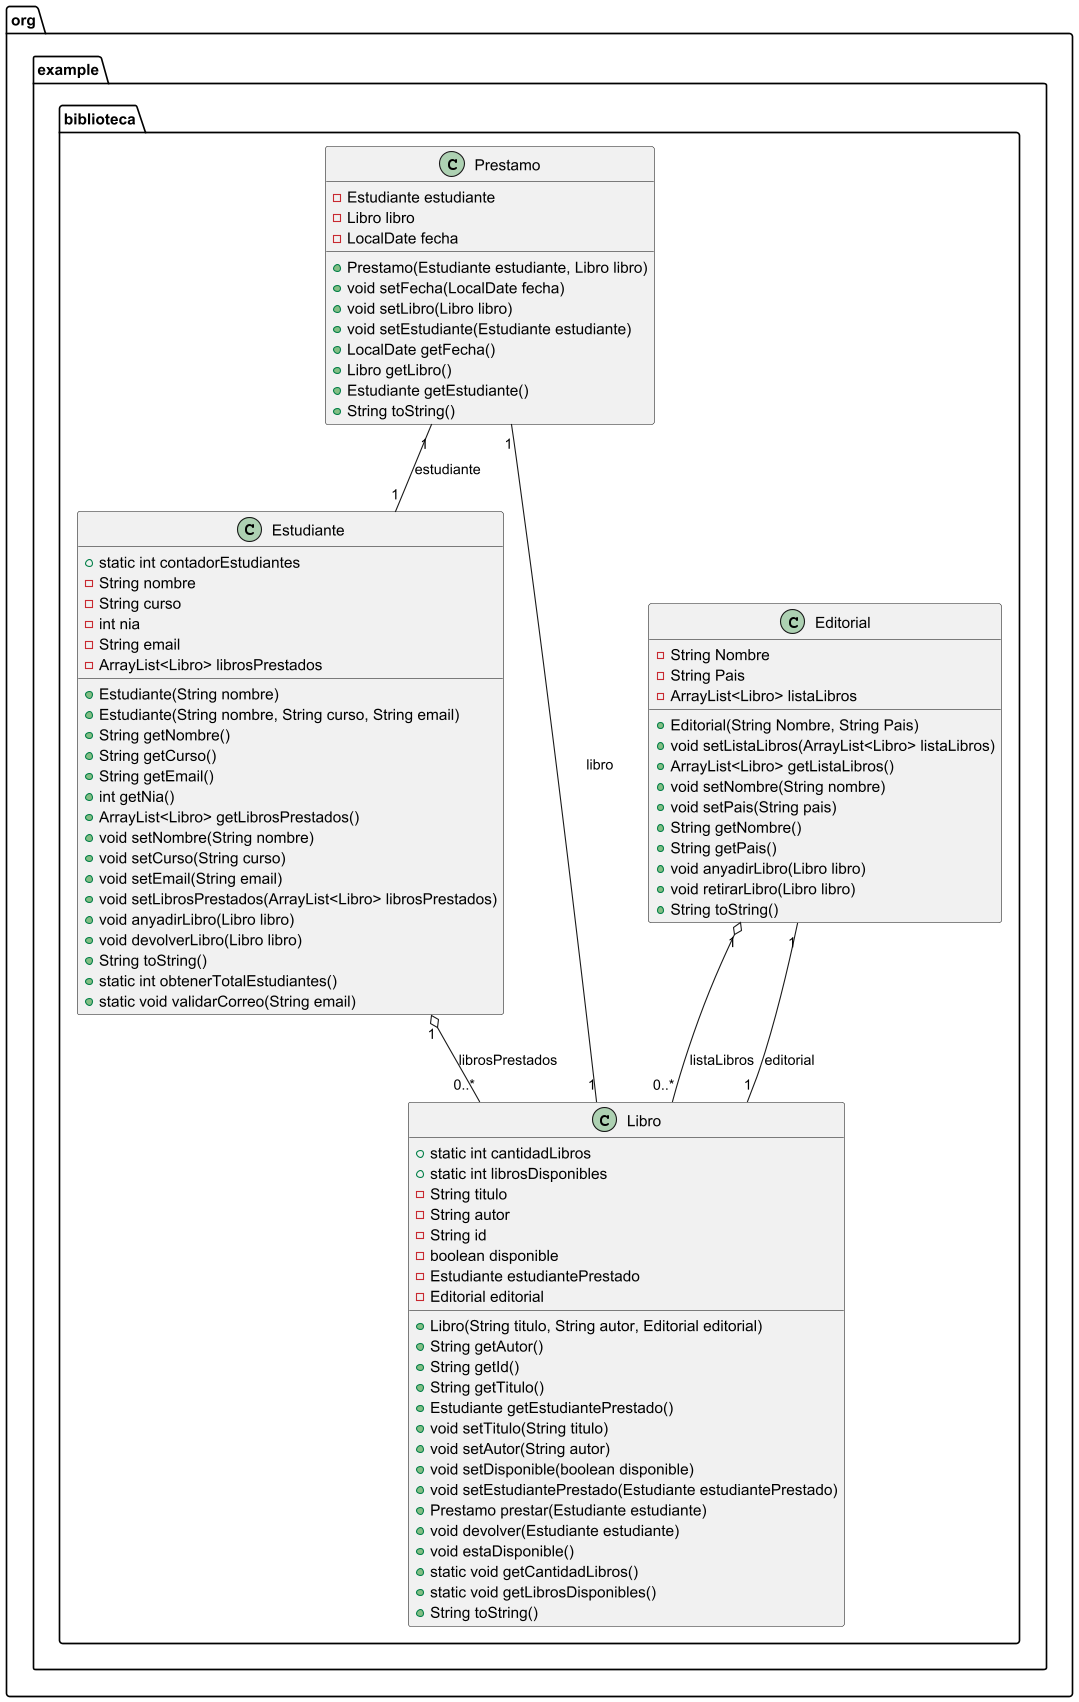 org
example
biblioteca
C Prestamo
Estudiante estudiante
Libro libro
LocalDate fecha
Prestamo(Estudiante estudiante, Libro libro)
void setFecha(LocalDate fecha)
void setLibro(Libro libro)
void setEstudiante(Estudiante estudiante)
LocalDate getFecha()
Libro getLibro()
Estudiante getEstudiante()
String toString()
1
1
estudiante
1
C Estudiante
static int contadorEstudiantes
String nombre
String curso
int nia
String email
ArrayList<Libro> librosPrestados
Estudiante(String nombre)
Estudiante(String nombre, String curso, String email)
String getNombre()
String getCurso()
String getEmail()
int getNia()
ArrayList<Libro> getLibrosPrestados()
void setNombre(String nombre)
void setCurso(String curso)
void setEmail(String email)
void setLibrosPrestados(ArrayList<Libro> librosPrestados)
void anyadirLibro(Libro libro)
void devolverLibro(Libro libro)
String toString()
static int obtenerTotalEstudiantes()
static void validarCorreo(String email)
libro
C Editorial
String Nombre
String Pais
ArrayList<Libro> listaLibros
Editorial(String Nombre, String Pais)
void setListaLibros(ArrayList<Libro> listaLibros)
ArrayList<Libro> getListaLibros()
void setNombre(String nombre)
void setPais(String pais)
String getNombre()
String getPais()
void anyadirLibro(Libro libro)
void retirarLibro(Libro libro)
String toString()
1
1
1
librosPrestados
listaLibros
editorial
0..*
1
0..*
1
C Libro
static int cantidadLibros
static int librosDisponibles
String titulo
String autor
String id
boolean disponible
Estudiante estudiantePrestado
Editorial editorial
Libro(String titulo, String autor, Editorial editorial)
String getAutor()
String getId()
String getTitulo()
Estudiante getEstudiantePrestado()
void setTitulo(String titulo)
void setAutor(String autor)
void setDisponible(boolean disponible)
void setEstudiantePrestado(Estudiante estudiantePrestado)
Prestamo prestar(Estudiante estudiante)
void devolver(Estudiante estudiante)
void estaDisponible()
static void getCantidadLibros()
static void getLibrosDisponibles()
String toString()